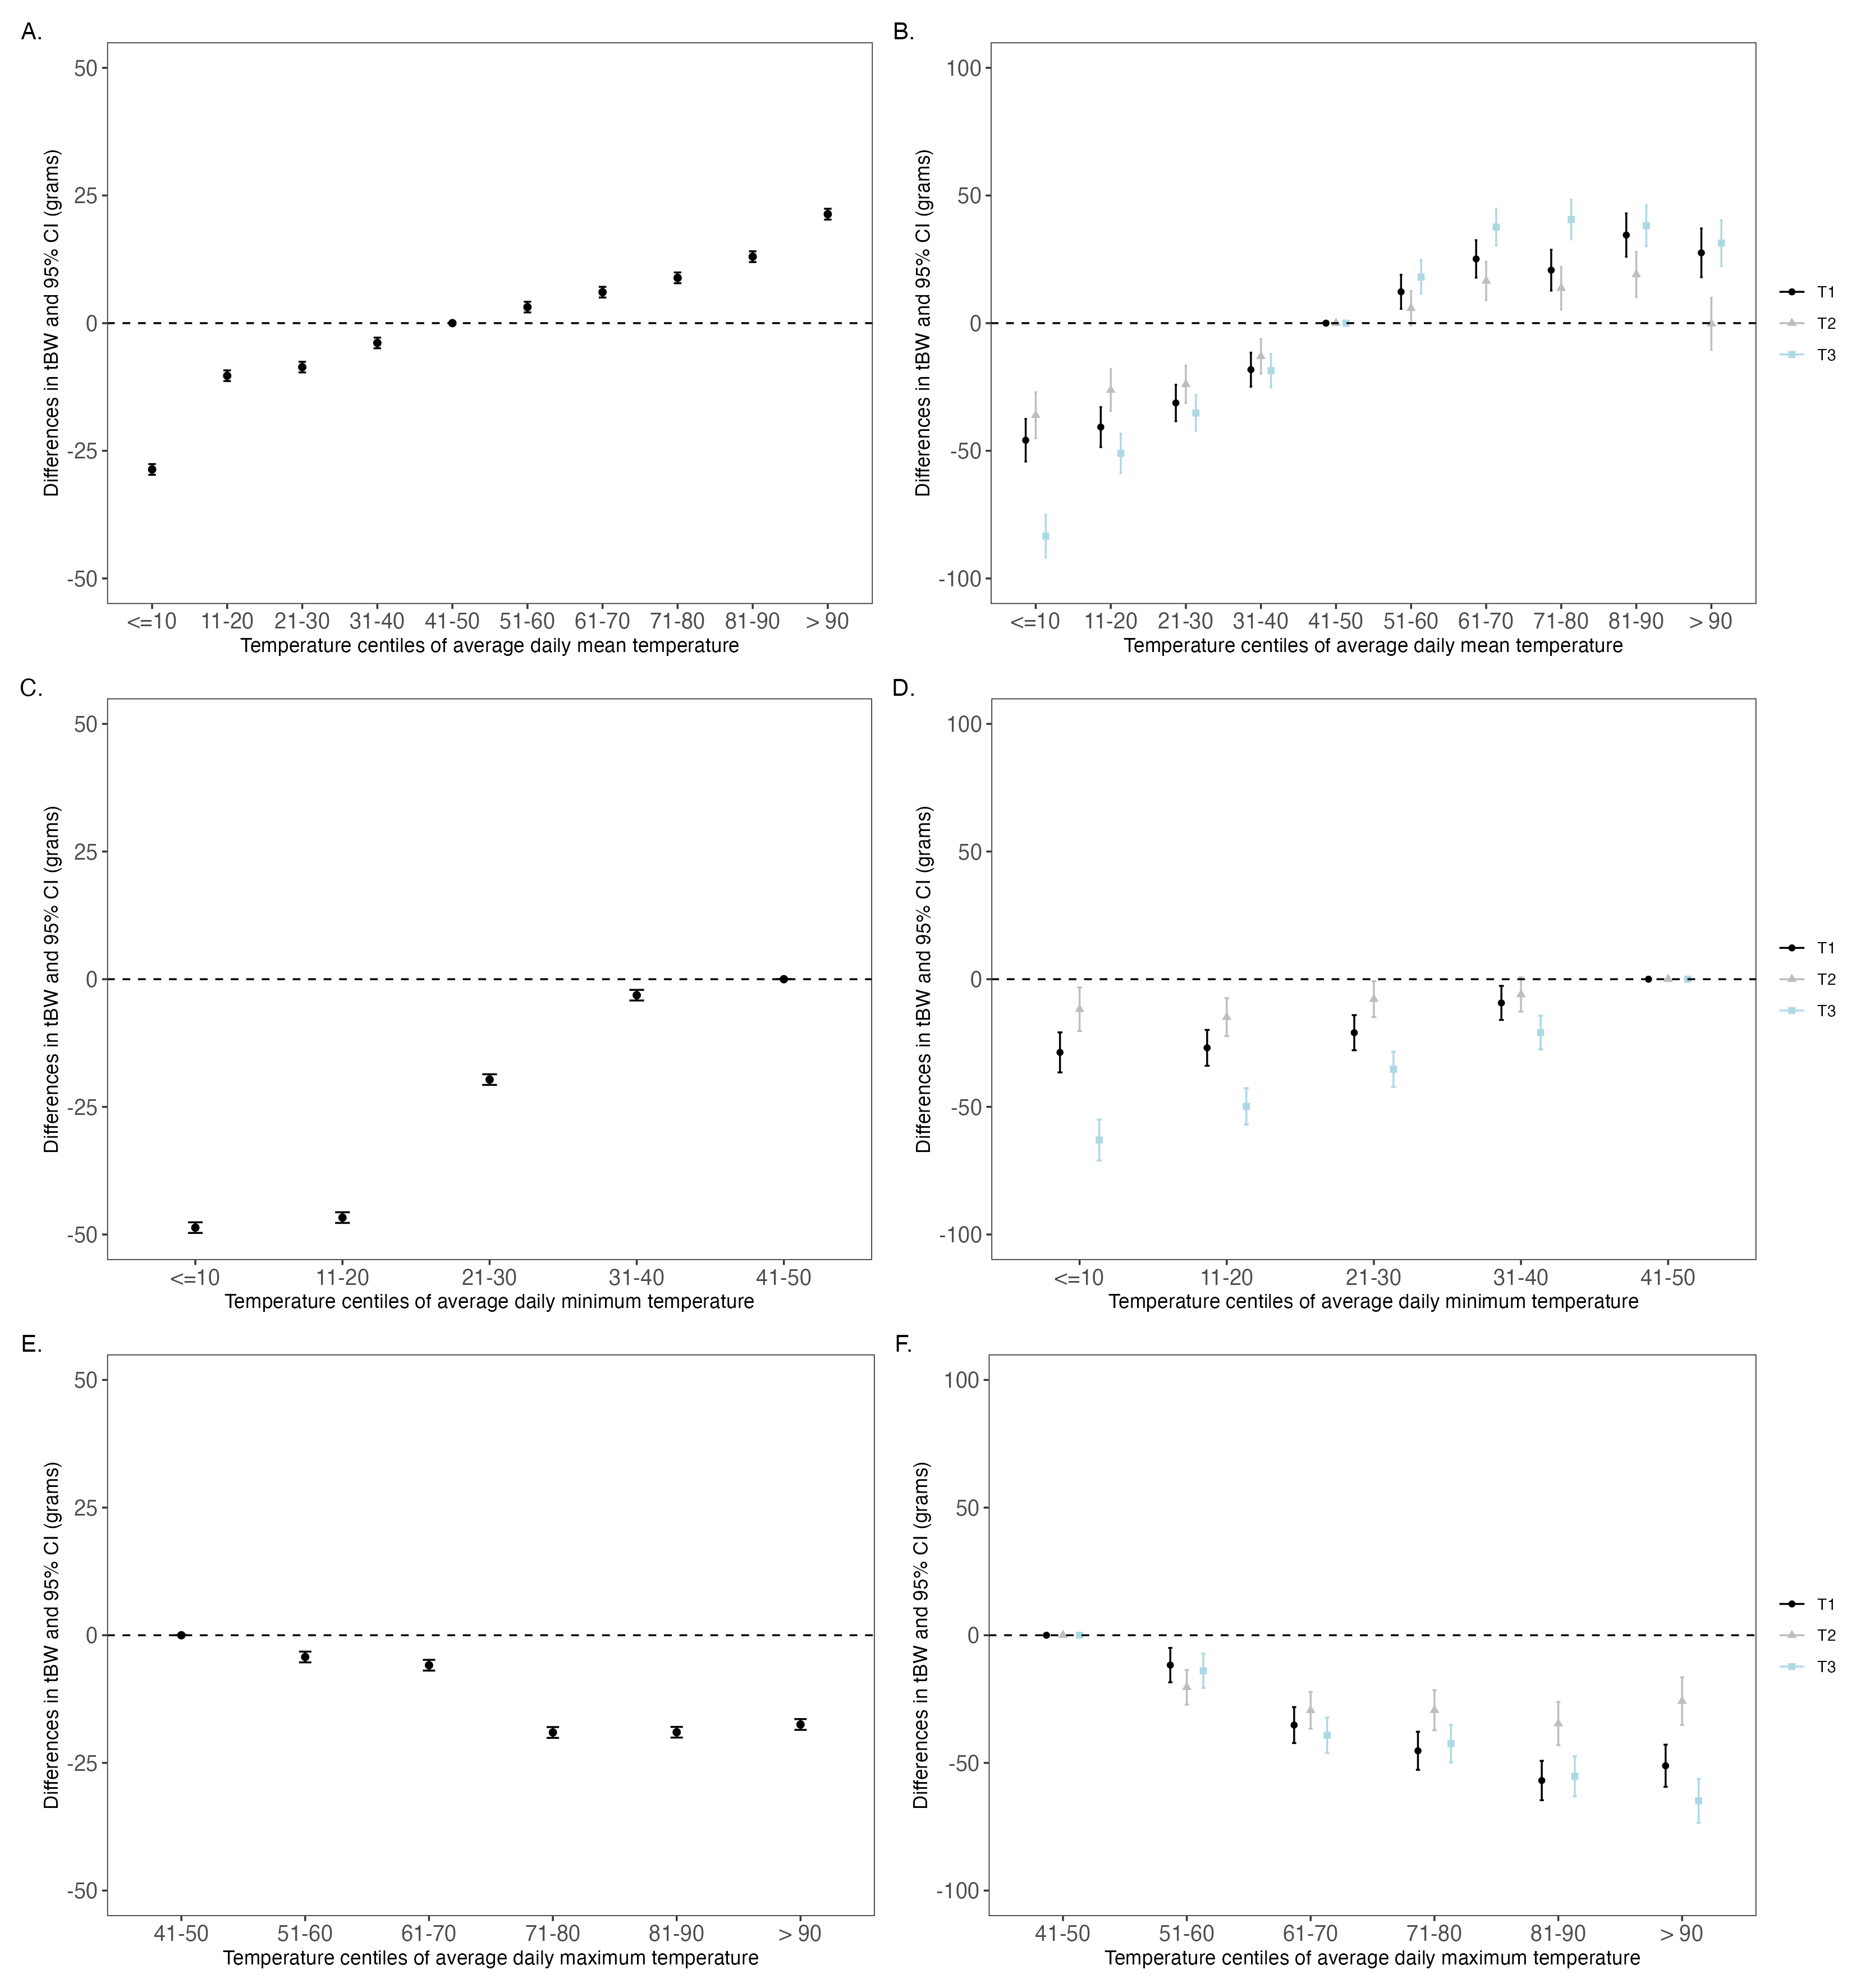 A.
Differences in tBW and 95% CI (grams)
50
25
0
-25
-50
<=10 11-20 21-30 31-40 41-50 51-60 61-70 71-80 81-90 > 90
Temperature centiles of average daily mean temperature
B.
Differences in tBW and 95% CI (grams)
100
50
0
-50
-100
<=10 11-20 21-30 31-40 41-50 51-60 61-70 71-80 81-90 > 90
Temperature centiles of average daily mean temperature
T1
T2
T3
C.
Differences in tBW and 95% CI (grams)
50
25
0
-25
-50
<=10 11-20 21-30 31-40 41-50
Temperature centiles of average daily minimum temperature
D.
Differences in tBW and 95% CI (grams)
100
50
0
-50
-100
<=10 11-20 21-30 31-40 41-50
Temperature centiles of average daily minimum temperature
T1
T2
T3
E.
Differences in tBW and 95% CI (grams)
50
25
0
-25
-50
41-50 51-60 61-70 71-80 81-90 > 90
Temperature centiles of average daily maximum temperature
F.
Differences in tBW and 95% CI (grams)
100
50
0
-50
-100
41-50 51-60 61-70 71-80 81-90 > 90
Temperature centiles of average daily maximum temperature
T1
T2
T3